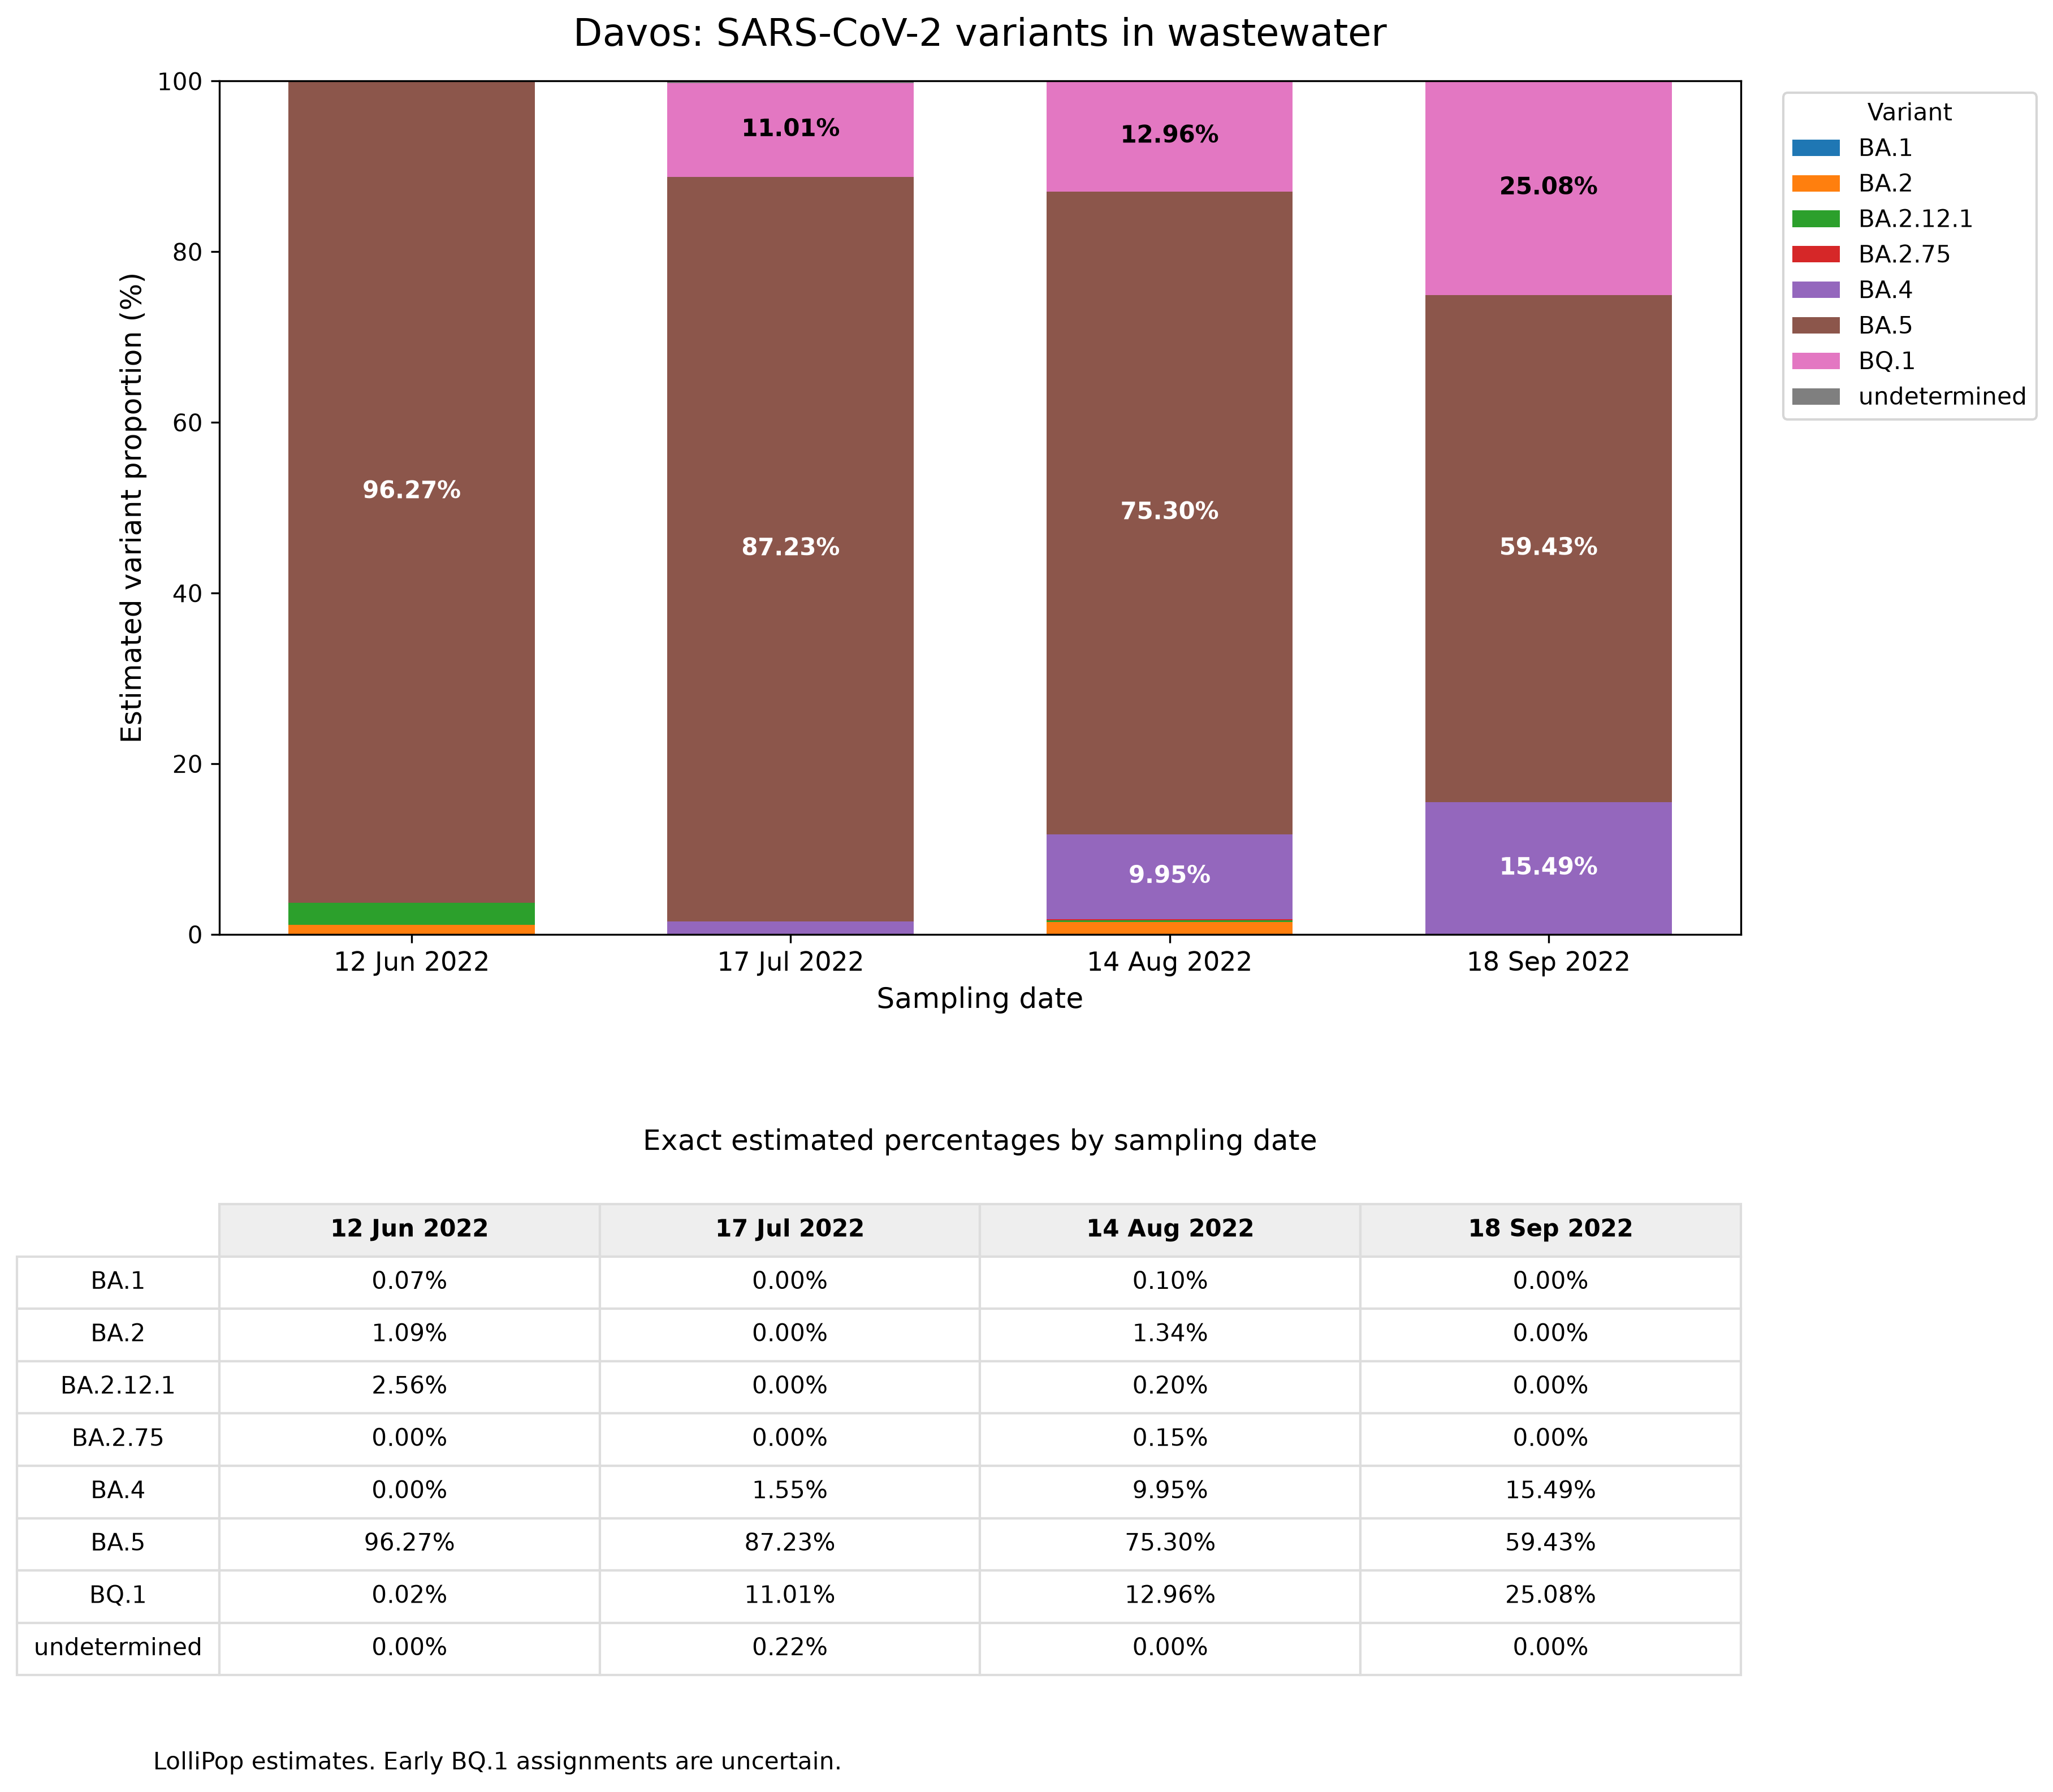 Davos: SARS-CoV-2 variants in wastewater
Estimated variant proportion (%)
100
80
60
40
20
0
96.27%
11.01%
87.23%
12.96%
75.30%
9.95%
25.08%
59.43%
15.49%
12 Jun 2022 17 Jul 2022 14 Aug 2022 18 Sep 2022
Sampling date
Variant
BA.1
BA.2
BA.2.12.1
BA.2.75
BA.4
BA.5
BQ.1
undetermined
Exact estimated percentages by sampling date
12 Jun 2022 17 Jul 2022 14 Aug 2022 18 Sep 2022
BA.1 0.07% 0.00% 0.10% 0.00%
BA.2 1.09% 0.00% 1.34% 0.00%
BA.2.12.1 2.56% 0.00% 0.20% 0.00%
BA.2.75 0.00% 0.00% 0.15% 0.00%
BA.4 0.00% 1.55% 9.95% 15.49%
BA.5 96.27% 87.23% 75.30% 59.43%
BQ.1 0.02% 11.01% 12.96% 25.08%
undetermined 0.00% 0.22% 0.00% 0.00%
LolliPop estimates. Early BQ.1 assignments are uncertain.